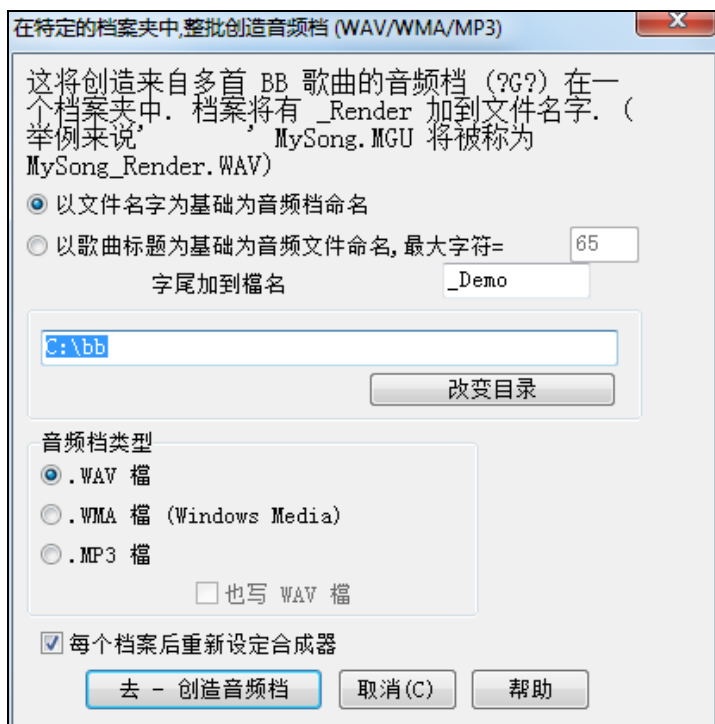 在特定的档案夹中,整批创造音频档 (WAV/WMA/MP3)
这将创造来自多首 BB 歌曲的音频档 (?G?) 在一
个档案夹中. 档案将有 _Render 加到文件名字. (
举例来说’ ’ MySong.MGU 将被称为
MySong_Render.WAV)
以文件名字为基础为音频档命名
以歌曲标题为基础为音频文件命名,最大字符= 65
字尾加到檔名 _Demo
C:\bb
改变目录
音频档类型
.WAV 檔
.WMA 檔 (Windows Media)
.MP3 檔
也写 WAV 檔
每个档案后重新设定合成器
去 - 创造音频档 取消(C) 帮助